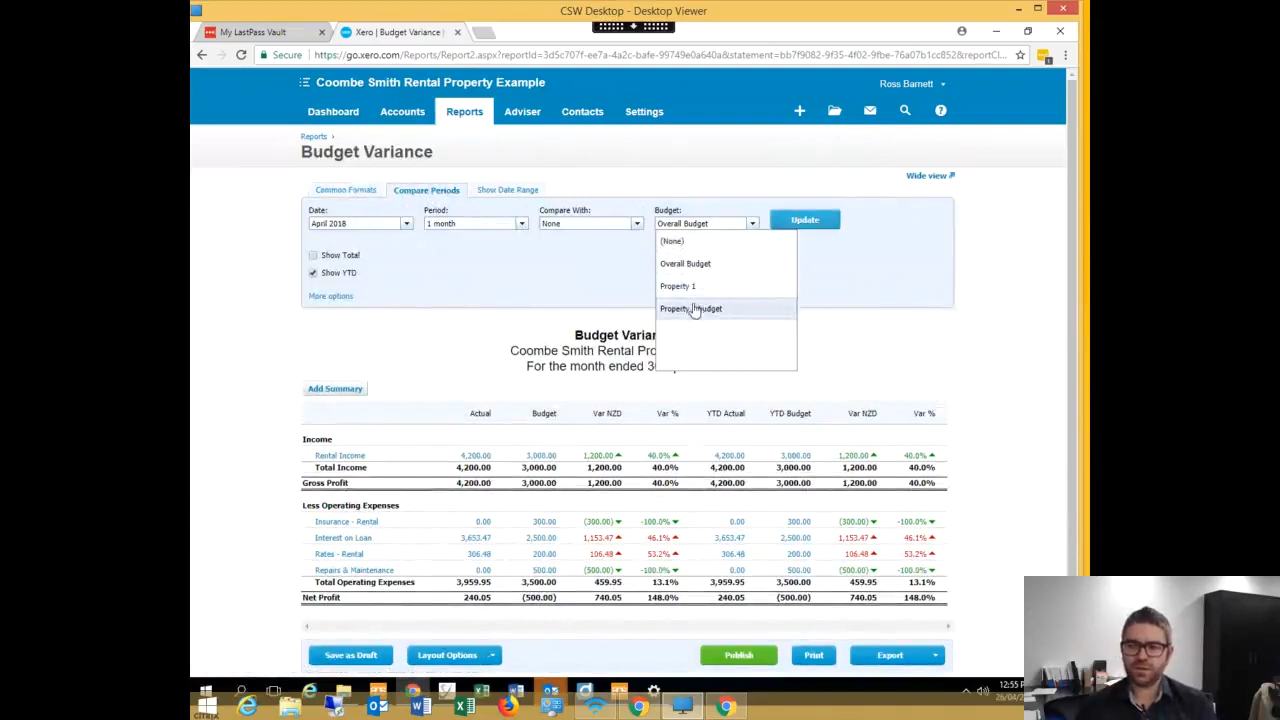 CSW Desktop - Desktop Viewer
My LastPass Vault
Xero | Budget Variance |
Secure https://go.xero.com/Reports/Report2.aspx?reportId=3d5c707f-ee7a-4a2c-bafe-99749e0a640a&statement=bb7f9082-9f35-4f02-9fbe-76a07b1cc852&reportCl
Coombe Smith Rental Property Example
Ross Barnett
Dashboard Accounts Reports Adviser Contacts Settings
Reports ›
Budget Variance
Wide view
Common Formats Compare Periods Show Date Range
Date: Period: Compare With: Budget:
April 2018 1 month None Overall Budget Update
(None)
Show Total
Overall Budget
Show YTD
Property 1
More options
Property Budget
Budget
Coombe Smith Rental
For the month ended
Add Summary
Actual Budget Var NZD Var % YTD Actual YTD Budget Var NZD Var %
Income
Rental Income 4,200.00 3,000.00 1,200.00 40.0% 4,200.00 3,000.00 1,200.00 40.0%
Total Income 4,200.00 3,000.00 1,200.00 40.0% 4,200.00 3,000.00 1,200.00 40.0%
Gross Profit 4,200.00 3,000.00 1,200.00 40.0% 4,200.00 3,000.00 1,200.00 40.0%
Less Operating Expenses
Insurance - Rental 0.00 300.00 (300.00) -100.0% 0.00 300.00 (300.00) -100.0%
Interest on Loan 3,653.47 2,500.00 1,153.47 46.1% 3,653.47 2,500.00 1,153.47 46.1%
Rates - Rental 306.48 200.00 106.48 53.2% 306.48 200.00 106.48 53.2%
Repairs & Maintenance 0.00 500.00 (500.00) -100.0% 0.00 500.00 (500.00) -100.0%
Total Operating Expenses 3,959.95 3,500.00 459.95 13.1% 3,959.95 3,500.00 459.95 13.1%
Net Profit 240.05 (500.00) 740.05 148.0% 240.05 (500.00) 740.05 148.0%
Save as Draft Layout Options Publish Print Export
12:55
26/04
CITRIX